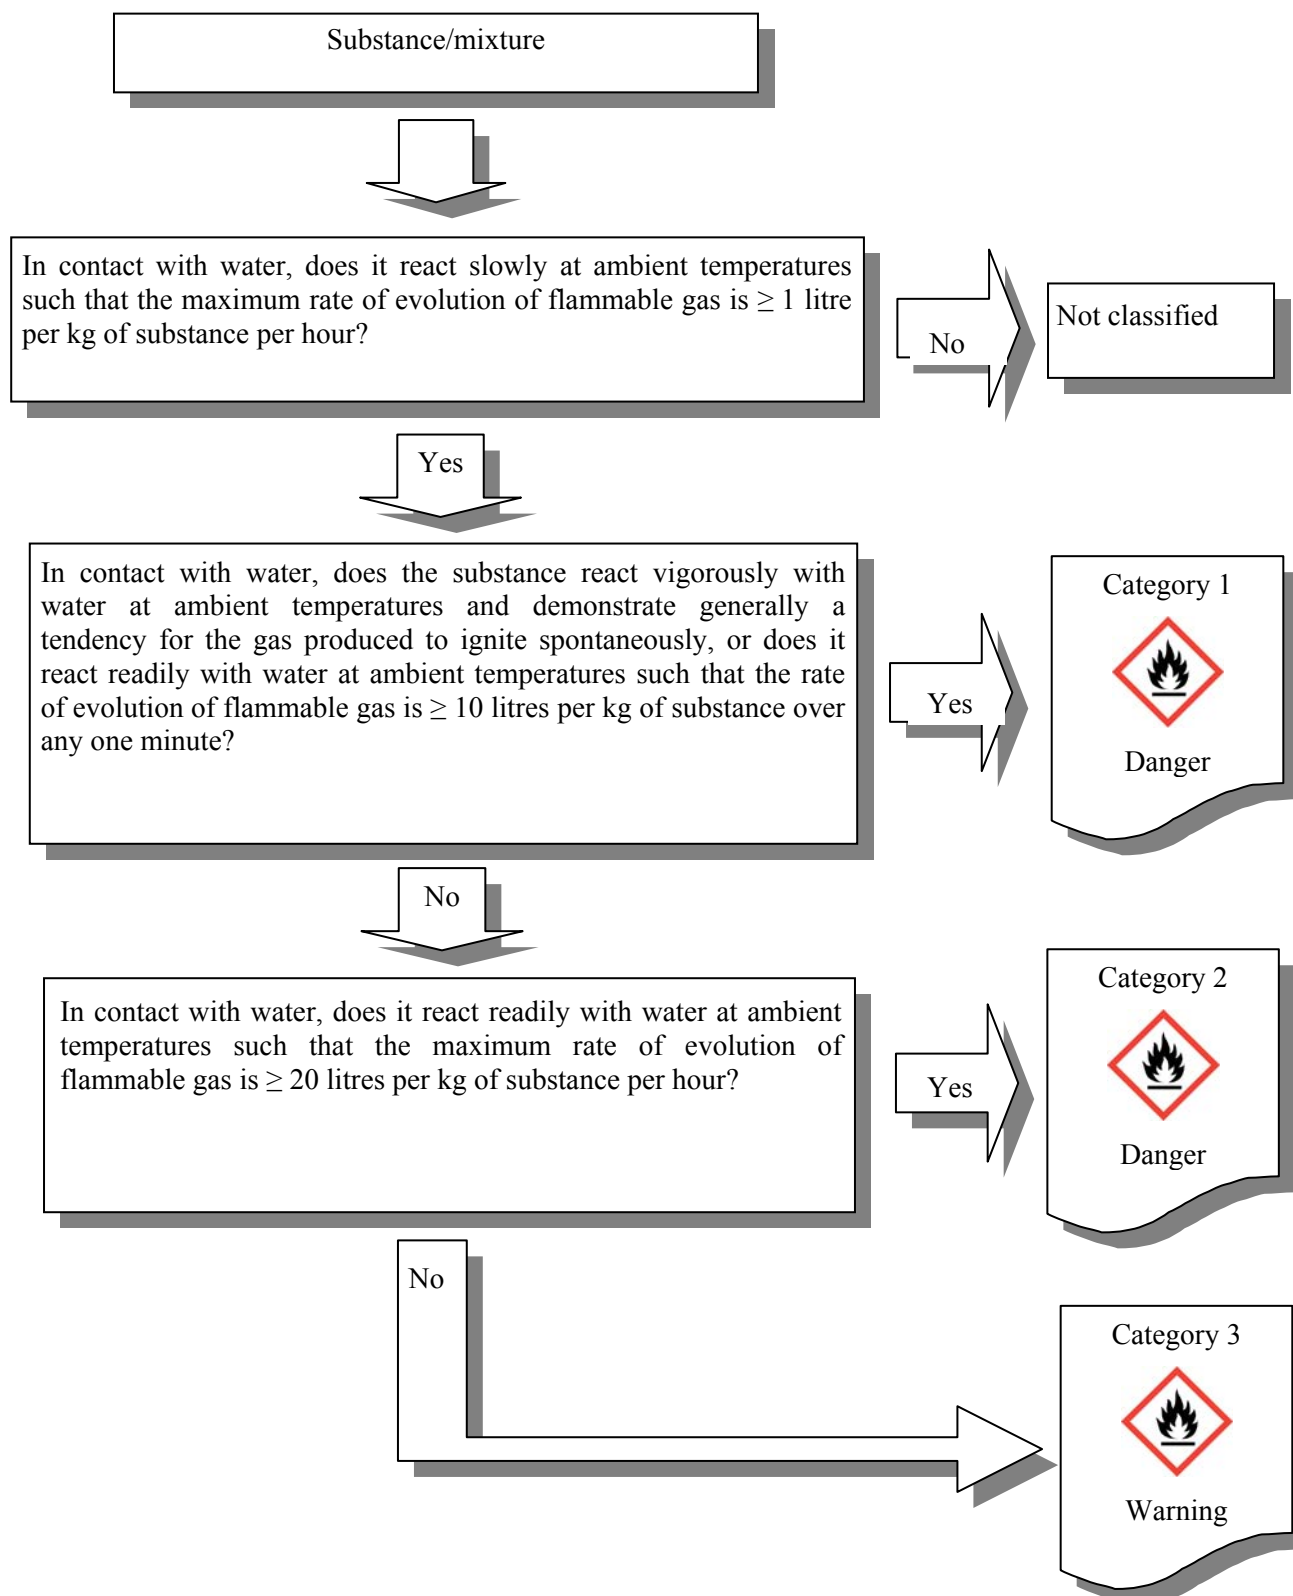 Substance/mixture
In contact with water, does it react slowly at ambient temperatures
such that the maximum rate of evolution of flammable gas is ≥ 1 litre
per kg of substance per hour?
No
Not classified
Yes
In contact with water, does the substance react vigorously with
water at ambient temperatures and demonstrate generally a
tendency for the gas produced to ignite spontaneously, or does it
react readily with water at ambient temperatures such that the rate
of evolution of flammable gas is ≥ 10 litres per kg of substance over
any one minute?
Yes
Category 1
Danger
No
In contact with water, does it react readily with water at ambient
temperatures such that the maximum rate of evolution of
flammable gas is ≥ 20 litres per kg of substance per hour?
Yes
Category 2
Danger
No
Category 3
Warning